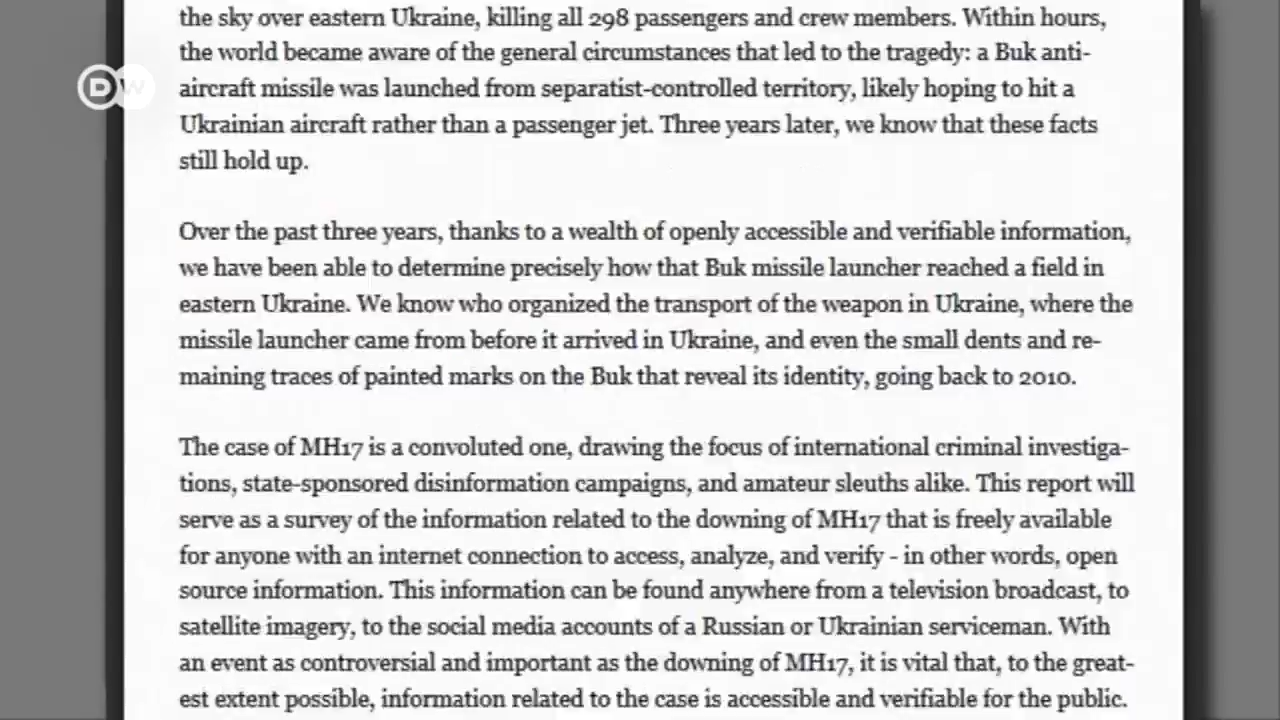 the sky over eastern Ukraine, killing all 298 passengers and crew members. Within hours,
the world became aware of the general circumstances that led to the tragedy: a Buk anti-
DW
aircraft missile was launched from separatist-controlled territory, likely hoping to hit a
Ukrainian aircraft rather than a passenger jet. Three years later, we know that these facts
still hold up.
Over the past three years, thanks to a wealth of openly accessible and verifiable information,
we have been able to determine precisely how that Buk missile launcher reached a field in
eastern Ukraine. We know who organized the transport of the weapon in Ukraine, where the
missile launcher came from before it arrived in Ukraine, and even the small dents and re-
maining traces of painted marks on the Buk that reveal its identity, going back to 2010.
The case of MH17 is a convoluted one, drawing the focus of international criminal investiga-
tions, state-sponsored disinformation campaigns, and amateur sleuths alike. This report will
serve as a survey of the information related to the downing of MH17 that is freely available
for anyone with an internet connection to access, analyze, and verify - in other words, open
source information. This information can be found anywhere from a television broadcast, to
satellite imagery, to the social media accounts of a Russian or Ukrainian serviceman. With
an event as controversial and important as the downing of MH17, it is vital that, to the great-
est extent possible, information related to the case is accessible and verifiable for the public.